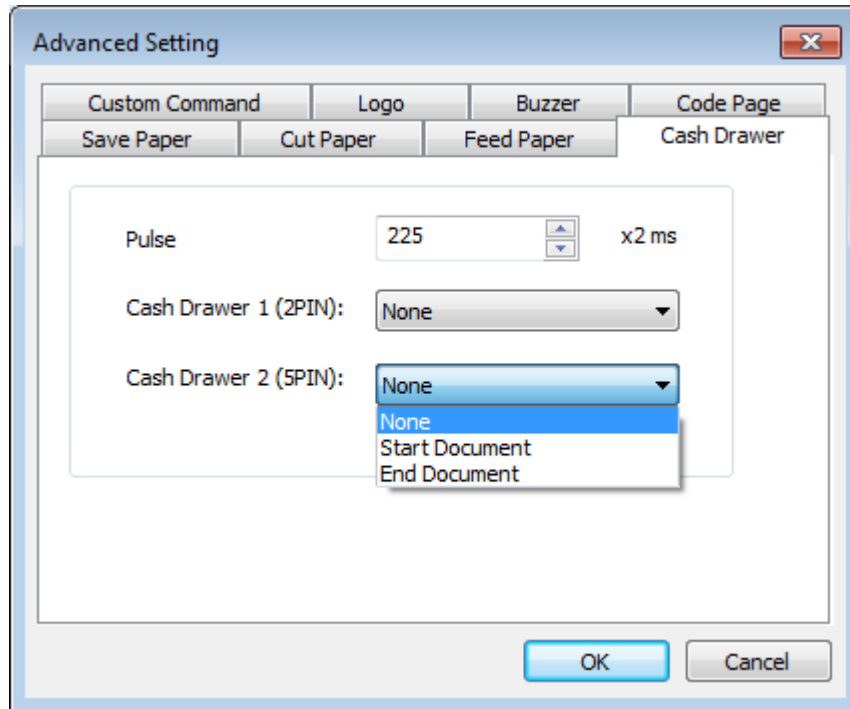 Advanced Setting
Custom Command Logo Buzzer Code Page
Save Paper Cut Paper Feed Paper Cash Drawer
Pulse 225 x2 ms
Cash Drawer 1 (2PIN): None
Cash Drawer 2 (5PIN): None
None
Start Document
End Document
OK Cancel